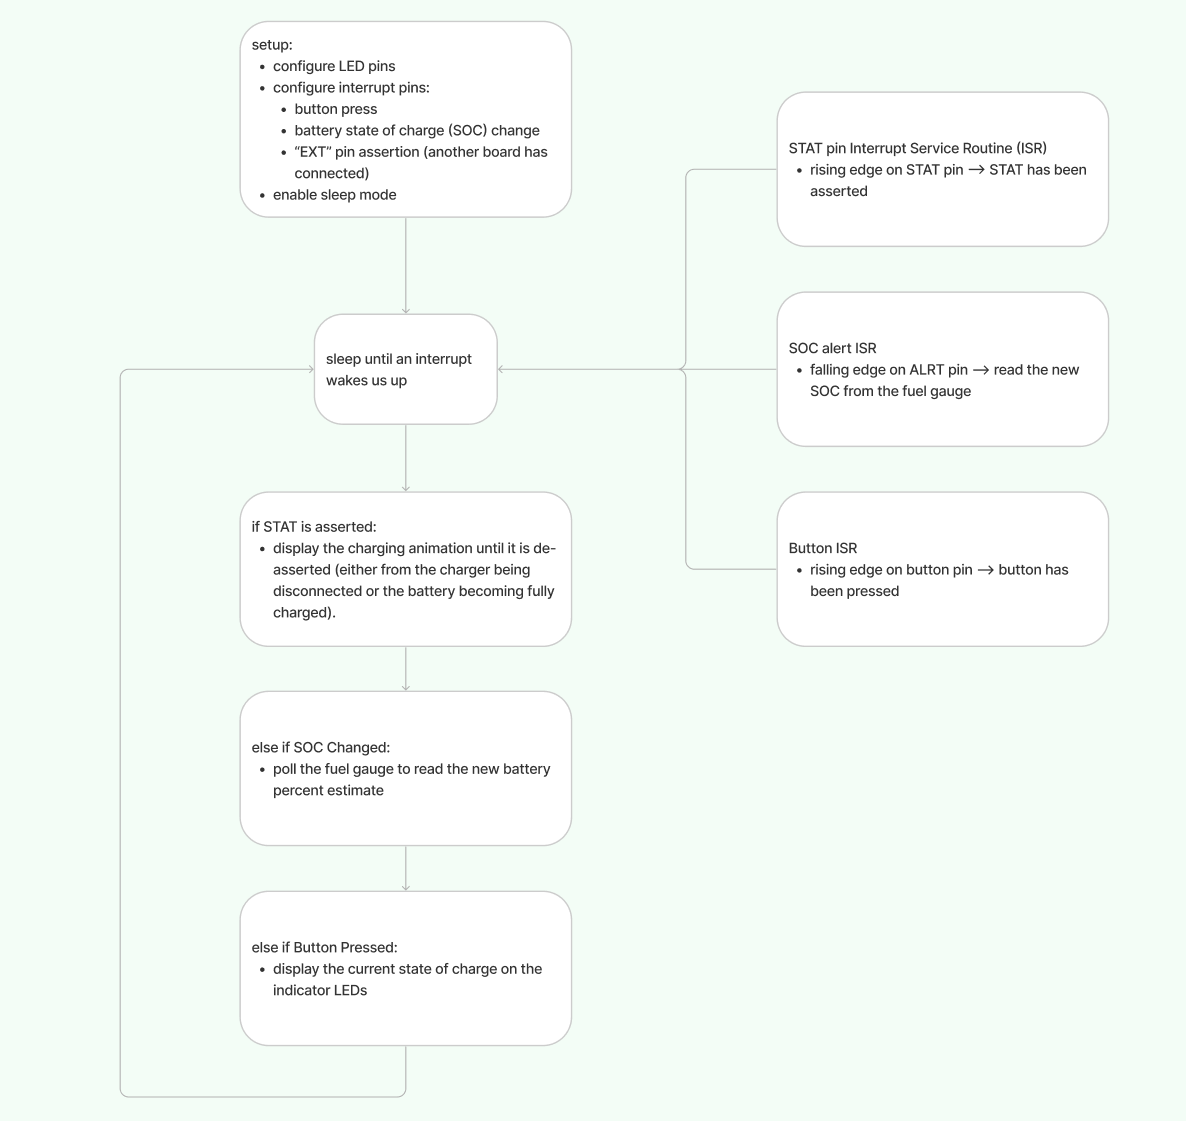 setup:
• configure LED pins
• configure interrupt pins:
• button press
• battery state of charge (SOC) change
• “EXT” pin assertion (another board has
connected)
• enable sleep mode
sleep until an interrupt
wakes us up
if STAT is asserted:
• display the charging animation until it is de-
asserted (either from the charger being
disconnected or the battery becoming fully
charged).
else if SOC Changed:
• poll the fuel gauge to read the new battery
percent estimate
else if Button Pressed:
• display the current state of charge on the
indicator LEDs
STAT pin Interrupt Service Routine (ISR)
• rising edge on STAT pin → STAT has been
asserted
SOC alert ISR
• falling edge on ALRT pin → read the new
SOC from the fuel gauge
Button ISR
• rising edge on button pin → button has
been pressed